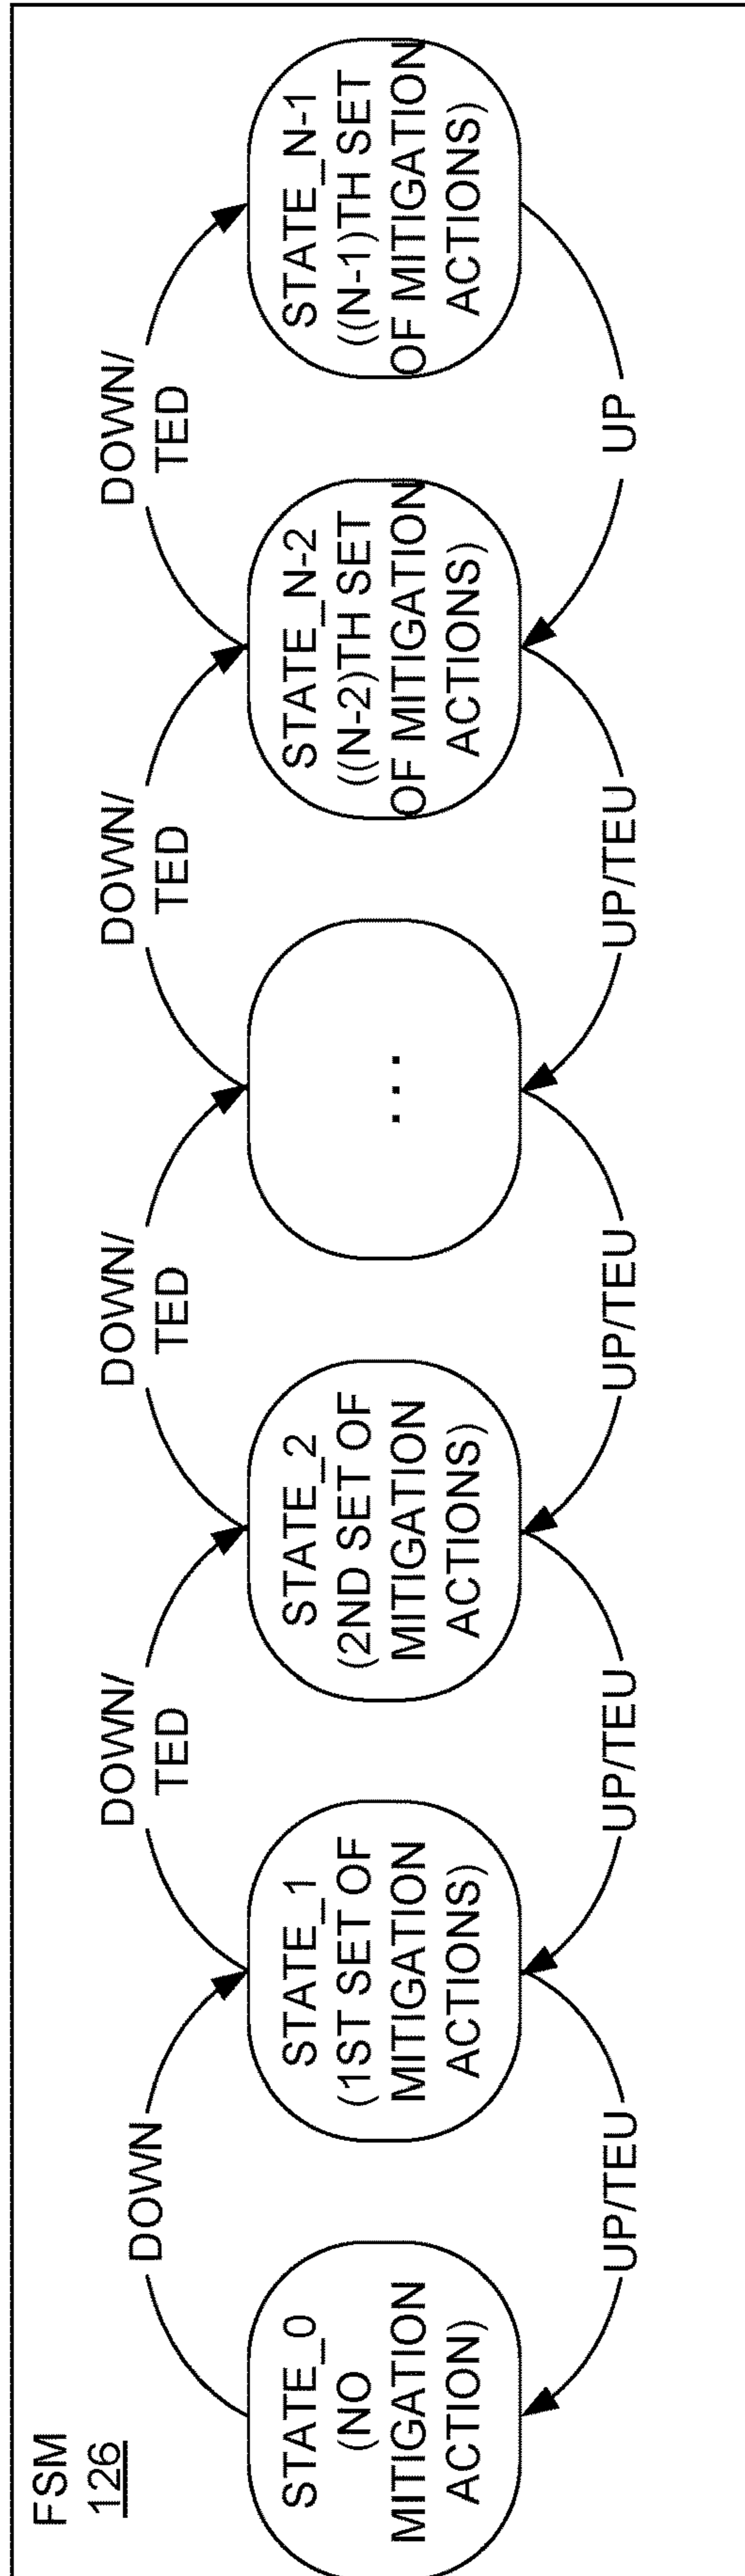 FSM
126
DOWN
DOWN/
TED
DOWN/
TED
DOWN/
TED
DOWN/
TED
STATE_0
(NO
MITIGATION
ACTION)
STATE_1
(1ST SET OF
MITIGATION
ACTIONS)
STATE_2
(2ND SET OF
MITIGATION
ACTIONS)
...
STATE_N-2
((N-2)TH SET
OF MITIGATION
ACTIONS)
STATE_N-1
((N-1)TH SET
OF MITIGATION
ACTIONS)
UP/TEU
UP/TEU
UP/TEU
UP/TEU
UP